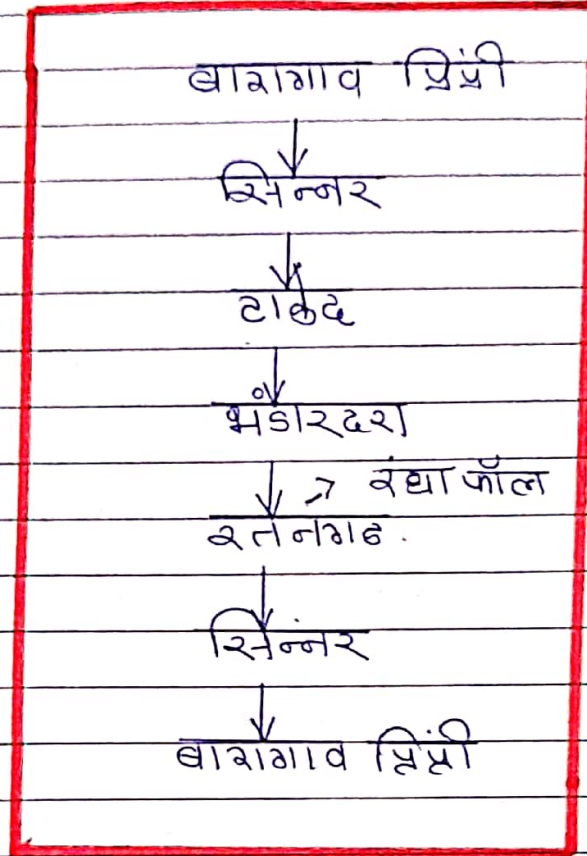 बारागाव प्रिंप्री
सिन्नर
टाकेद
भंडारदरा
रंधा फॉल
रतनगड.
सिंन्नर
बारागाव प्रिंप्री